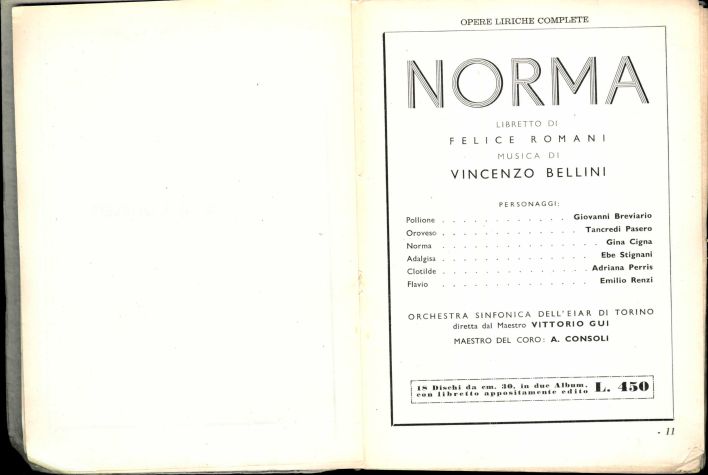 OPERE LIRICHE COMPLETE
NORMA
LIBRETTO DI
FELICE ROMANI
MUSICA DI
VINCENZO BELLINI
PERSONAGGI:
Pollione . . . . . . . . . . . . Giovanni Breviario
Oroveso . . . . . . . . . . . . . Tancredi Pasero
Norma . . . . . . . . . . . . . . Gina Cigna
Adalgisa . . . . . . . . . . . . . Ebe Stignani
Clotilde . . . . . . . . . . . . . Adriana Perris
Flavio . . . . . . . . . . . . . . Emilio Renzi
ORCHESTRA SINFONICA DELL'EIAR DI TORINO
diretta dal Maestro VITTORIO GUI
MAESTRO DEL CORO: A. CONSOLI
18 Dischi da cm. 30, in due Album, L. 450
con libretto appositamente edito
- 11